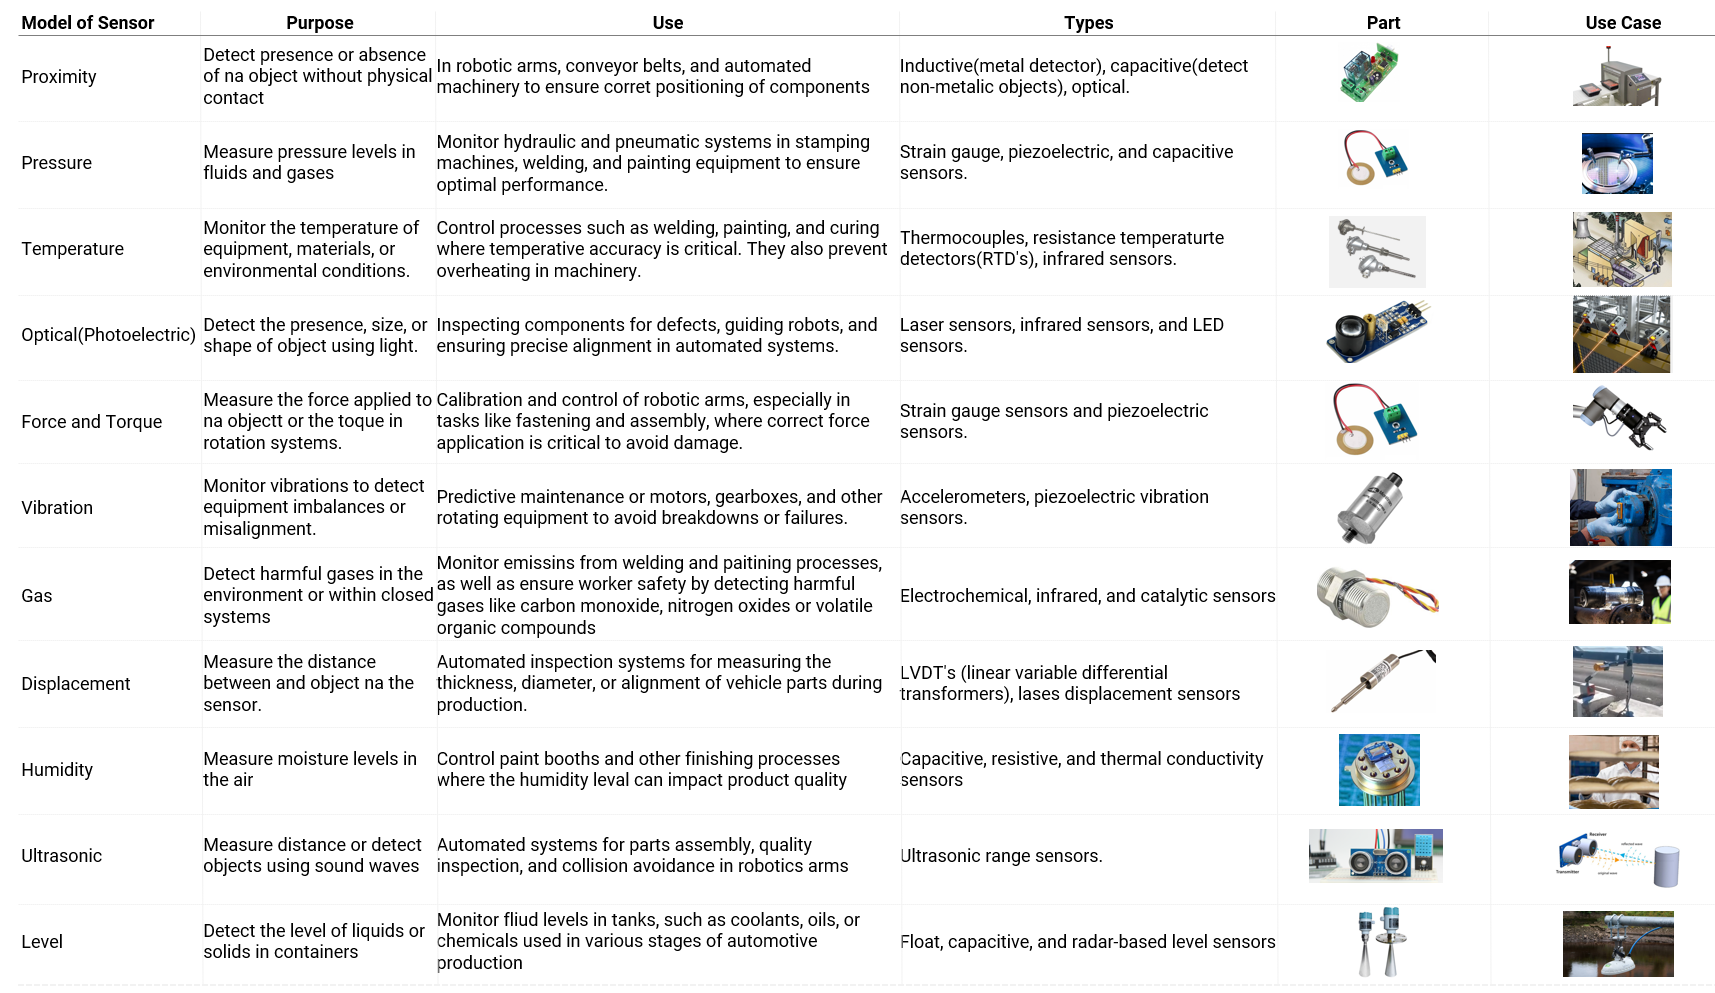 Model of Sensor Purpose Use Types Part Use Case
Proximity
Detect presence or absence
of na object without physical
contact
In robotic arms, conveyor belts, and automated
machinery to ensure corret positioning of components
Inductive(metal detector), capacitive(detect
non-metalic objects), optical.
Pressure
Measure pressure levels in
fluids and gases
Monitor hydraulic and pneumatic systems in stamping
machines, welding, and painting equipment to ensure
optimal performance.
Strain gauge, piezoelectric, and capacitive
sensors.
Temperature
Monitor the temperature of
equipment, materials, or
environmental conditions.
Control processes such as welding, painting, and curing
where temperative accuracy is critical. They also prevent
overheating in machinery.
Thermocouples, resistance temperaturte
detectors(RTD's), infrared sensors.
Optical(Photoelectric)
Detect the presence, size, or
shape of object using light.
Inspecting components for defects, guiding robots, and
ensuring precise alignment in automated systems.
Laser sensors, infrared sensors, and LED
sensors.
Force and Torque
Measure the force applied to
na objectt or the toque in
rotation systems.
Calibration and control of robotic arms, especially in
tasks like fastening and assembly, where correct force
application is critical to avoid damage.
Strain gauge sensors and piezoelectric
sensors.
Vibration
Monitor vibrations to detect
equipment imbalances or
misalignment.
Predictive maintenance or motors, gearboxes, and other
rotating equipment to avoid breakdowns or failures.
Accelerometers, piezoelectric vibration
sensors.
Gas
Detect harmful gases in the
environment or within closed
systems
Monitor emissins from welding and paitining processes,
as well as ensure worker safety by detecting harmful
gases like carbon monoxide, nitrogen oxides or volatile
organic compounds
Electrochemical, infrared, and catalytic sensors
Displacement
Measure the distance
between and object na the
sensor.
Automated inspection systems for measuring the
thickness, diameter, or alignment of vehicle parts during
production.
LVDT's (linear variable differential
transformers), lases displacement sensors
Humidity
Measure moisture levels in
the air
Control paint booths and other finishing processes
where the humidity leval can impact product quality
Capacitive, resistive, and thermal conductivity
sensors
Ultrasonic
Measure distance or detect
objects using sound waves
Automated systems for parts assembly, quality
inspection, and collision avoidance in robotics arms
Ultrasonic range sensors.
Receiver
reflected wave
Transmitter
original wave
Level
Detect the level of liquids or
solids in containers
Monitor fliud levels in tanks, such as coolants, oils, or
chemicals used in various stages of automotive
production
Float, capacitive, and radar-based level sensors